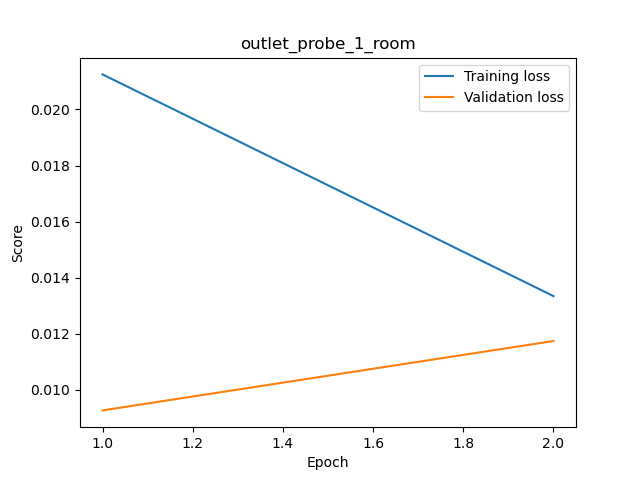 outlet_probe_1_room
Training loss
Validation loss
0.020
0.018
0.016
0.014
0.012
0.010
Score
1.0 1.2 1.4 1.6 1.8 2.0
Epoch